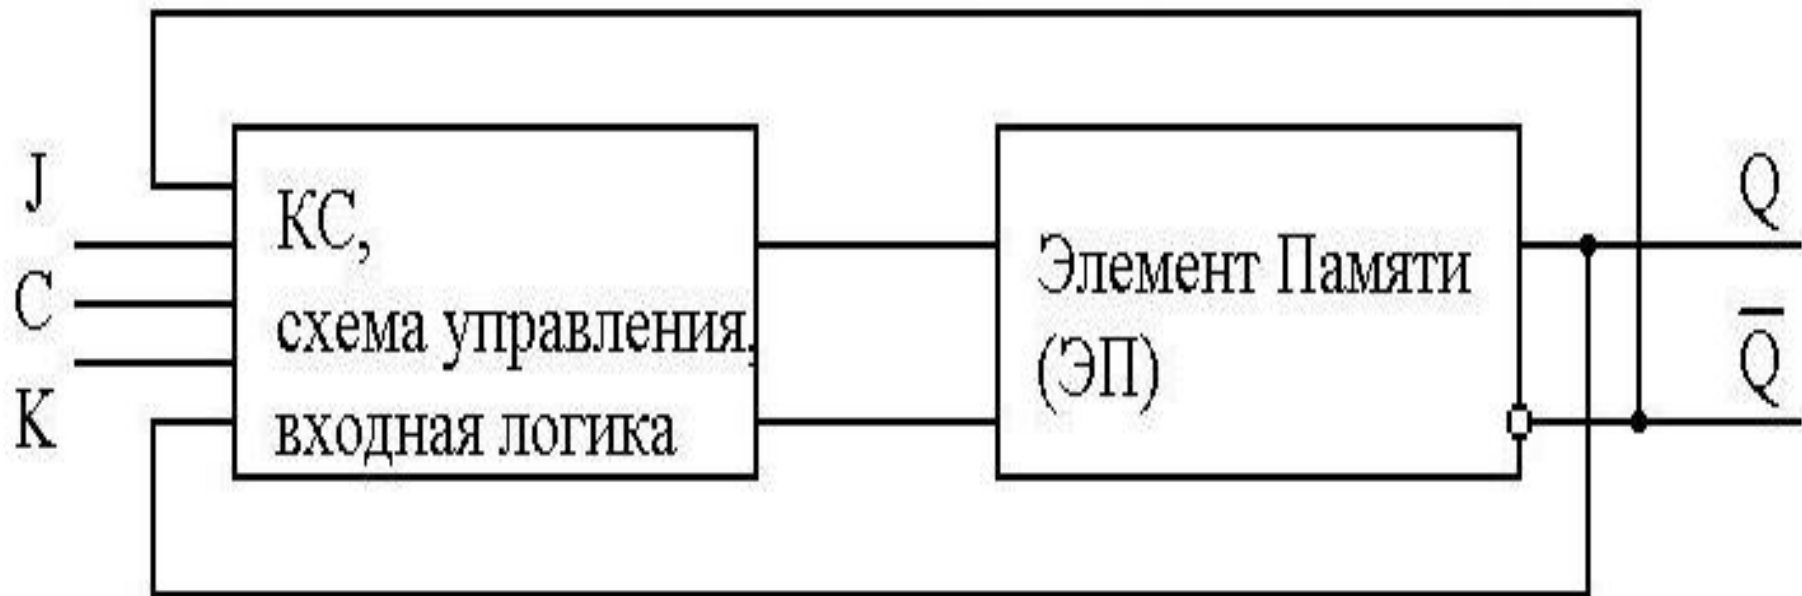 J
C
K
КС,
схема управления,
входная логика
Элемент Памяти
(ЭП)
Q
Q̅